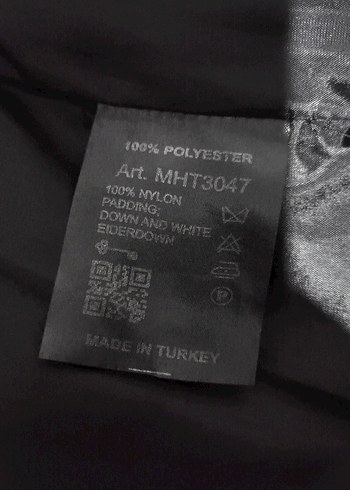 100% POLYESTER
Art. MHT3047
100% NYLON
PADDING;
DOWN AND WHITE
EIDERDOWN
P
MADE IN TURKEY